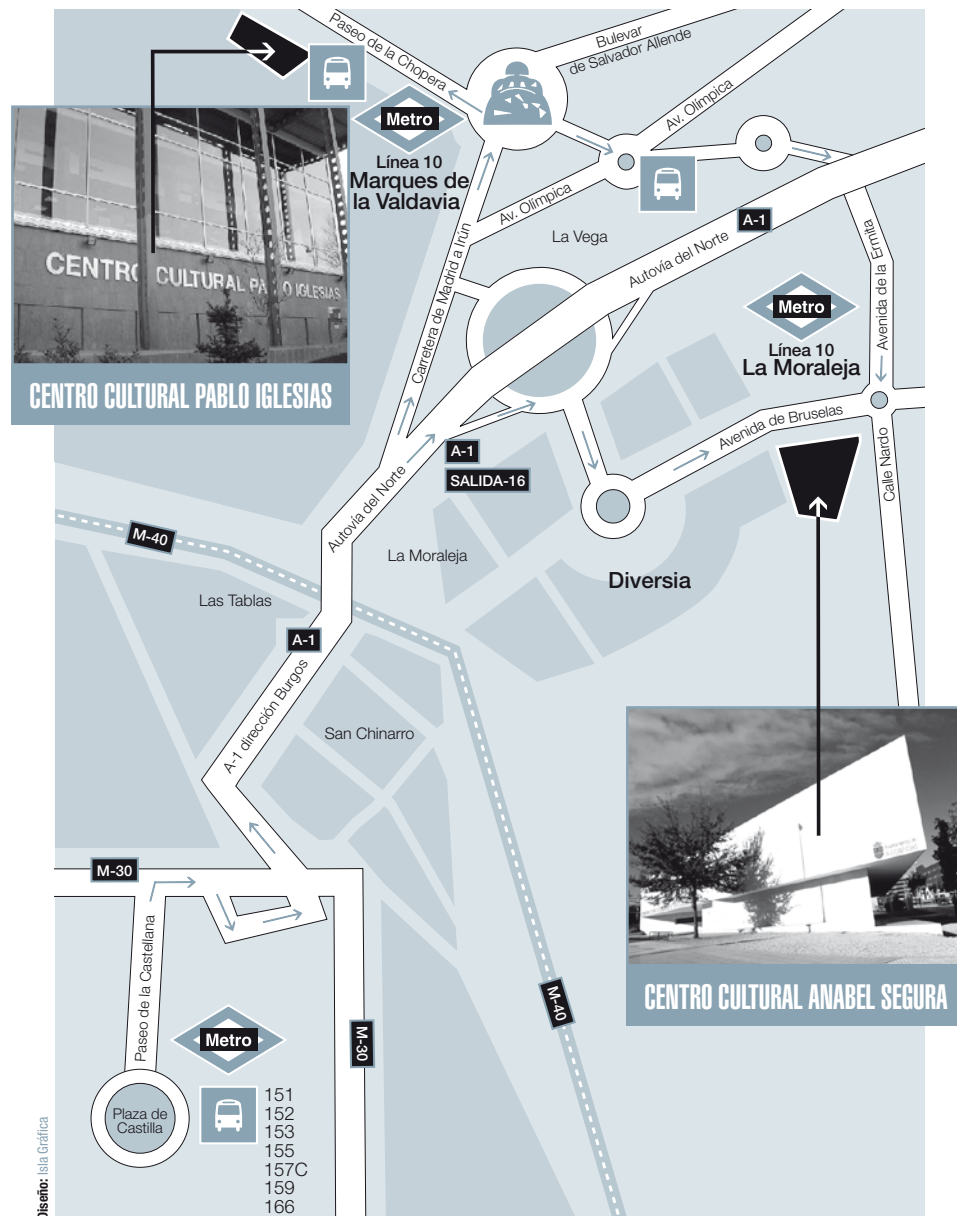 Paseo de la Chopera
Bulevar
de Salvador Allende
Av. Olímpica
Metro
Línea 10
Marques de
la Valdavia
Av. Olímpica
La Vega
A-1
Autovía del Norte
Carretera de Madrid a Irún
Avenida de la Ermita
Metro
Línea 10
La Moraleja
CENTRO CULTURAL PABLO IGLESIAS
CENTRO CULTURAL PABLO IGLESIAS
Avenida de Bruselas
Calle Nardo
A-1
SALIDA-16
Autovía del Norte
M-40
La Moraleja
Diversia
Las Tablas
A-1
A-1 dirección Burgos
San Chinarro
M-30
Paseo de la Castellana
M-40
CENTRO CULTURAL ANABEL SEGURA
Metro
M-30
Plaza de
Castilla
151
152
153
155
157C
159
166
Diseño: Isla Gráfica